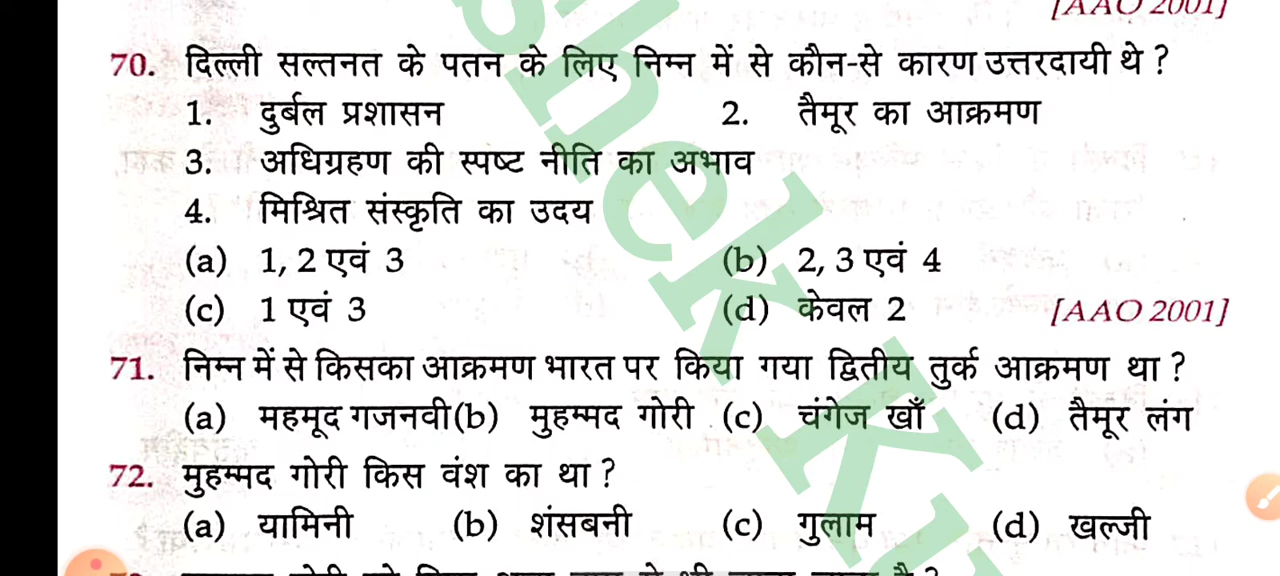 [AAO 2001]
70. दिल्ली सल्तनत के पतन के लिए निम्न में से कौन-से कारण उत्तरदायी थे ?
1. दुर्बल प्रशासन 2. तैमूर का आक्रमण
3. अधिग्रहण की स्पष्ट नीति का अभाव
4. मिश्रित संस्कृति का उदय
(a) 1, 2 एवं 3 (b) 2, 3 एवं 4
(c) 1 एवं 3 (d) केवल 2 [AAO 2001]
71. निम्न में से किसका आक्रमण भारत पर किया गया द्वितीय तुर्क आक्रमण था ?
(a) महमूद गजनवी (b) मुहम्मद गोरी (c) चंगेज खाँ (d) तैमूर लंग
72. मुहम्मद गोरी किस वंश का था ?
(a) यामिनी (b) शंसबनी (c) गुलाम (d) खल्जी